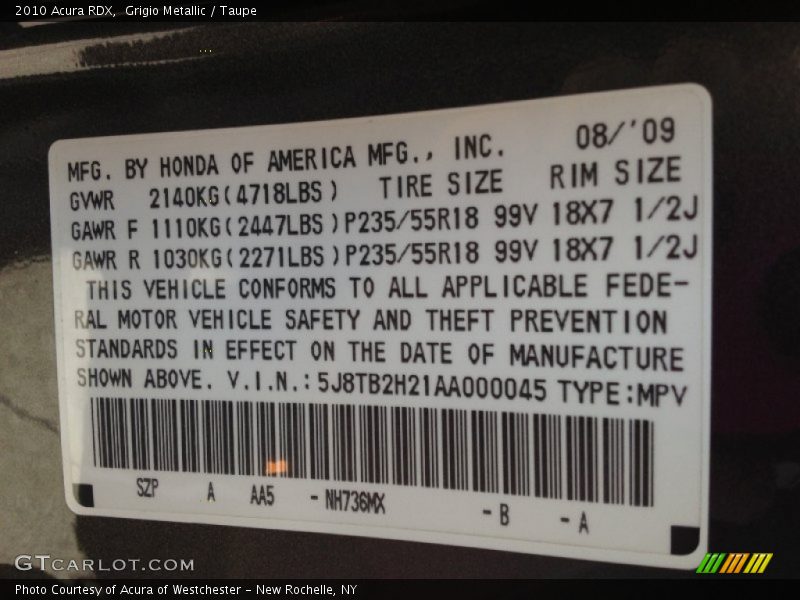 2010 Acura RDX, Grigio Metallic / Taupe
MFG. BY HONDA OF AMERICA MFG., INC. 08/'09
GVWR 2140KG(4718LBS) TIRE SIZE RIM SIZE
GAWR F 1110KG(2447LBS)P235/55R18 99V 18X7 1/2J
GAWR R 1030KG(2271LBS)P235/55R18 99V 18X7 1/2J
THIS VEHICLE CONFORMS TO ALL APPLICABLE FEDE-
RAL MOTOR VEHICLE SAFETY AND THEFT PREVENTION
STANDARDS IN EFFECT ON THE DATE OF MANUFACTURE
SHOWN ABOVE. V.I.N.:5J8TB2H21AA000045 TYPE:MPV
SZP A AA5 -NH736MX -B -A
GTCARLOT.COM
Photo Courtesy of Acura of Westchester - New Rochelle, NY